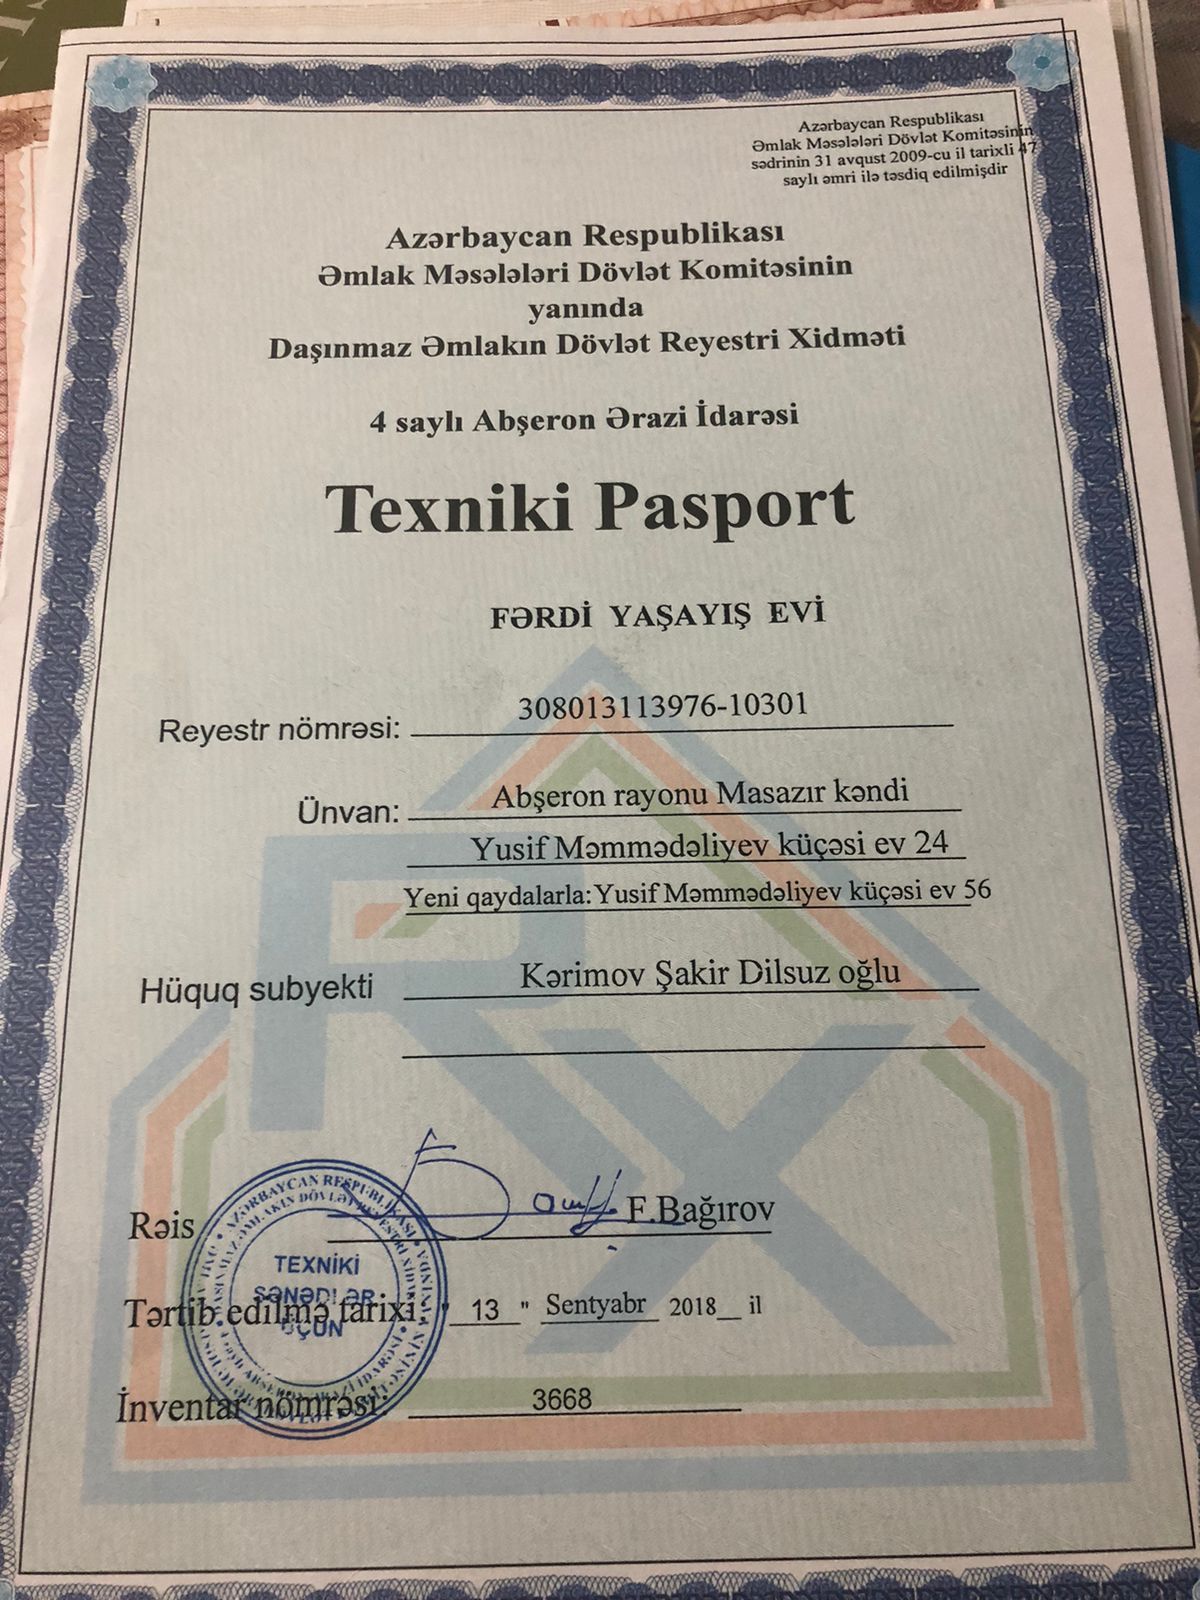 Azərbaycan Respublikası
Əmlak Məsələləri Dövlət Komitəsinin
sədrinin 31 avqust 2009-cu il tarixli 47
saylı əmri ilə təsdiq edilmişdir
Azərbaycan Respublikası
Əmlak Məsələləri Dövlət Komitəsinin
yanında
Daşınmaz Əmlakın Dövlət Reyestri Xidməti
4 saylı Abşeron Ərazi İdarəsi
Texniki Pasport
FƏRDİ YAŞAYIŞ EVİ
Reyestr nömrəsi: 308013113976-10301
Ünvan: Abşeron rayonu Masazır kəndi
Yusif Məmmədəliyev küçəsi ev 24
Yeni qaydalarla: Yusif Məmmədəliyev küçəsi ev 56
Hüquq subyekti Kərimov Şakir Dilsuz oğlu
RX
Rəis F.Bağırov
Tərtib edilmə tarixi " 13 " Sentyabr 2018 il
İnventar nömrəsi: 3668
AZƏRBAYCAN RESPUBLİKASI
TEXNİKİ
SƏNƏDLƏR
ÜÇÜN